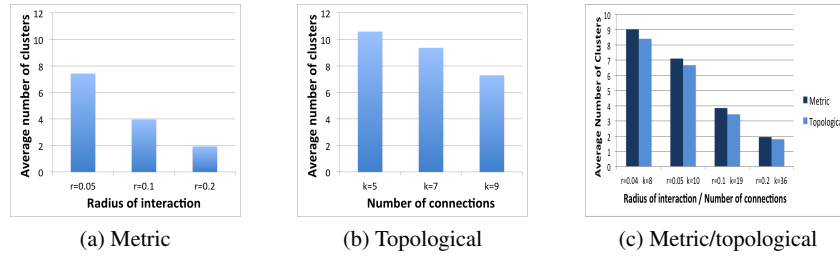 Average number of clusters
12
10
8
6
4
2
0
r=0.05 r=0.1 r=0.2
Radius of interaction
(a) Metric
Average number of clusters
12
10
8
6
4
2
0
k=5 k=7 k=9
Number of connections
(b) Topological
Average Number of Clusters
10
9
8
7
6
5
4
3
2
1
0
r=0.04 k=8 r=0.05 k=10 r=0.1 k=19 r=0.2 k=36
Radius of interaction / Number of connections
Metric
Topologica
(c) Metric/topological